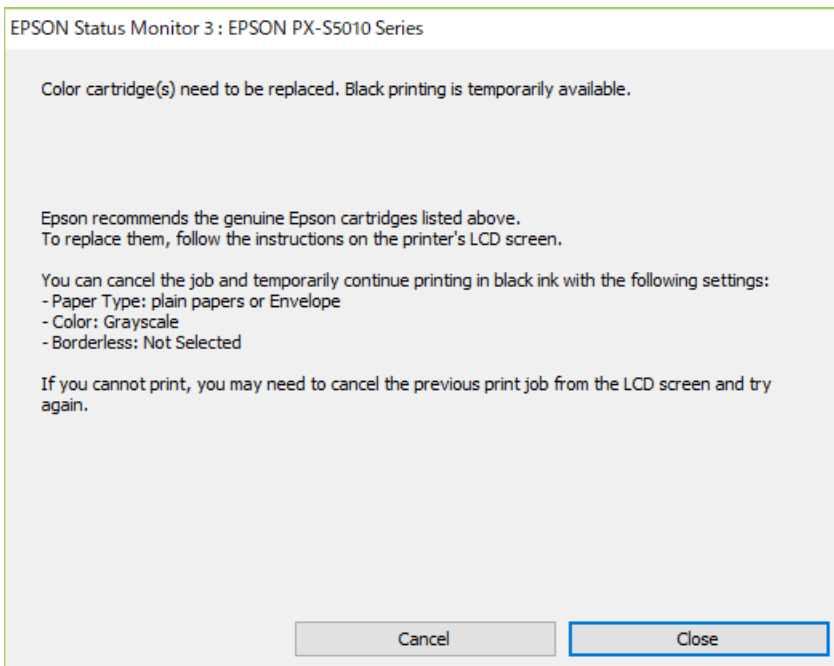 EPSON Status Monitor 3 : EPSON PX-S5010 Series
Color cartridge(s) need to be replaced. Black printing is temporarily available.
Epson recommends the genuine Epson cartridges listed above.
To replace them, follow the instructions on the printer's LCD screen.
You can cancel the job and temporarily continue printing in black ink with the following settings:
- Paper Type: plain papers or Envelope
- Color: Grayscale
- Borderless: Not Selected
If you cannot print, you may need to cancel the previous print job from the LCD screen and try
again.
Cancel Close